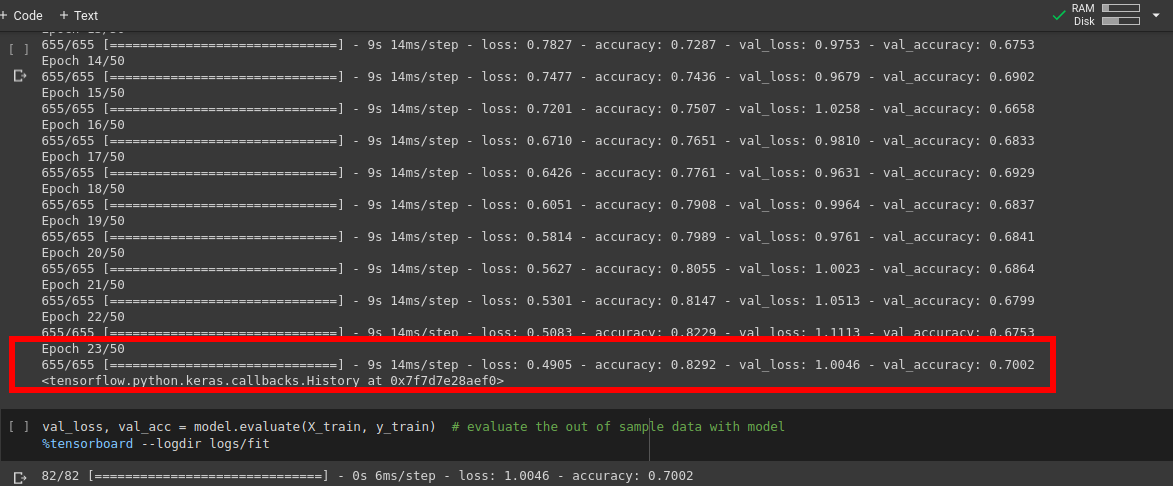 + Code + Text
RAM
Disk
655/655 [==============================] - 9s 14ms/step - loss: 0.7827 - accuracy: 0.7287 - val_loss: 0.9753 - val_accuracy: 0.6753
Epoch 14/50
655/655 [==============================] - 9s 14ms/step - loss: 0.7477 - accuracy: 0.7436 - val_loss: 0.9679 - val_accuracy: 0.6902
Epoch 15/50
655/655 [==============================] - 9s 14ms/step - loss: 0.7201 - accuracy: 0.7507 - val_loss: 1.0258 - val_accuracy: 0.6658
Epoch 16/50
655/655 [==============================] - 9s 14ms/step - loss: 0.6710 - accuracy: 0.7651 - val_loss: 0.9810 - val_accuracy: 0.6833
Epoch 17/50
655/655 [==============================] - 9s 14ms/step - loss: 0.6426 - accuracy: 0.7761 - val_loss: 0.9631 - val_accuracy: 0.6929
Epoch 18/50
655/655 [==============================] - 9s 14ms/step - loss: 0.6051 - accuracy: 0.7908 - val_loss: 0.9964 - val_accuracy: 0.6837
Epoch 19/50
655/655 [==============================] - 9s 14ms/step - loss: 0.5814 - accuracy: 0.7989 - val_loss: 0.9761 - val_accuracy: 0.6841
Epoch 20/50
655/655 [==============================] - 9s 14ms/step - loss: 0.5627 - accuracy: 0.8055 - val_loss: 1.0023 - val_accuracy: 0.6864
Epoch 21/50
655/655 [==============================] - 9s 14ms/step - loss: 0.5301 - accuracy: 0.8147 - val_loss: 1.0513 - val_accuracy: 0.6799
Epoch 22/50
655/655 [==============================] - 9s 14ms/step - loss: 0.5083 - accuracy: 0.8229 - val_loss: 1.1113 - val_accuracy: 0.6753
Epoch 23/50
655/655 [==============================] - 9s 14ms/step - loss: 0.4905 - accuracy: 0.8292 - val_loss: 1.0046 - val_accuracy: 0.7002
<tensorflow.python.keras.callbacks.History at 0x7f7d7e28aef0>
[ ] val_loss, val_acc = model.evaluate(X_train, y_train)  # evaluate the out of sample data with model
%tensorboard --logdir logs/fit
82/82 [==============================] - 0s 6ms/step - loss: 1.0046 - accuracy: 0.7002